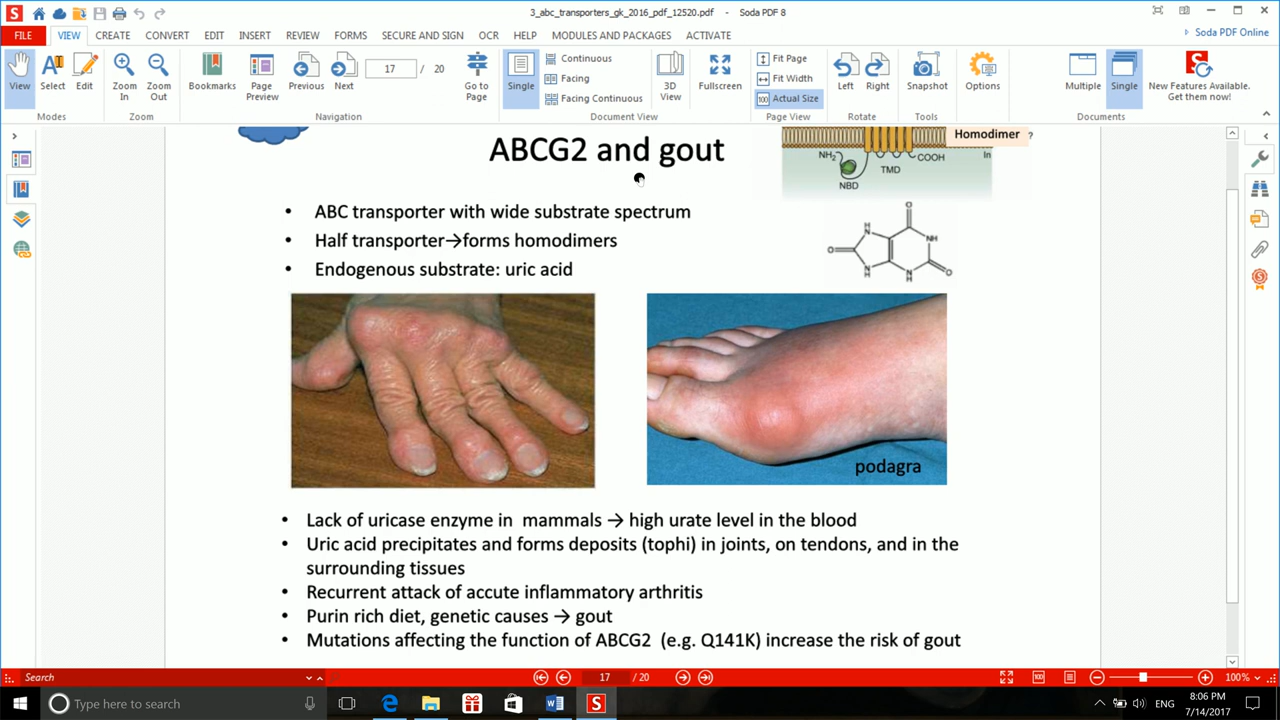 3_abc_transporters_gk_2016_pdf_12520.pdf - Soda PDF 8
FILE VIEW CREATE CONVERT EDIT INSERT REVIEW FORMS SECURE AND SIGN OCR HELP MODULES AND PACKAGES ACTIVATE Soda PDF Online
View Select Edit
Modes
Zoom In Zoom Out
Zoom
Bookmarks Page Preview Previous Next 17 / 20 Go to Page
Navigation
Single Continuous Facing Facing Continuous 3D View Fullscreen
Document View
Fit Page Fit Width 100 Actual Size
Page View
Left Right
Rotate
Snapshot
Tools
Options
Multiple Single New Features Available. Get them now!
Documents
ABCG2 and gout
Homodimer ?
NH2 COOH In
TMD
NBD
• ABC transporter with wide substrate spectrum
• Half transporter→forms homodimers
• Endogenous substrate: uric acid
O
H N NH
O
N H N H O
podagra
• Lack of uricase enzyme in mammals → high urate level in the blood
• Uric acid precipitates and forms deposits (tophi) in joints, on tendons, and in the
surrounding tissues
• Recurrent attack of accute inflammatory arthritis
• Purin rich diet, genetic causes → gout
• Mutations affecting the function of ABCG2 (e.g. Q141K) increase the risk of gout
Search 17 / 20 100%
Type here to search ENG 8:06 PM
7/14/2017